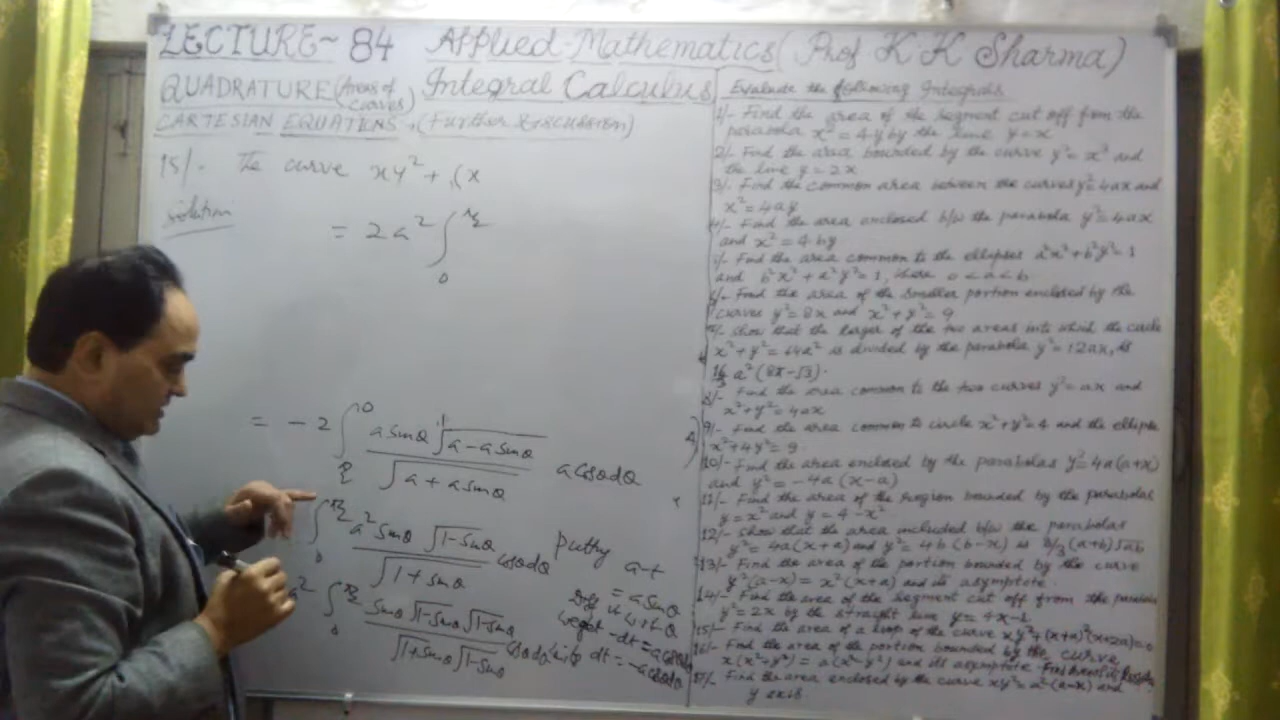 LECTURE~ 84 Applied-Mathematics( Prof K K Sharma)
QUADRATURE (Areas of curves) Integral Calculus
CARTESIAN EQUATIONS, (Further Discussion)
15/- The curve xy² + (x
solution
= 2a² ∫₀^π/2
= - 2 ∫^0 a sinθ √a - a sinθ / √a + a sinθ a cosθ dθ
∫₀^π/2 a² sinθ √1-sinθ / √1+sinθ cosθ dθ
a² ∫₀^π/2 sinθ √1-sinθ √1-sinθ / √1+sinθ √1-sinθ cosθ dθ
Putting a-t
= a sinθ
diff it w.r.t θ
we get -dt = a cosθ
dt = -a cosθ dθ
Evaluate the following Integrals
1/- Find the area of the segment cut off from the
parabola x² = 4y by the line y = x
2/- Find the area bounded by the curve y² = x³ and
the line y = 2x
3/- Find the common area between the curves y² = 4ax and
x² = 4ay
4/- Find the area enclosed b/w the parabola y² = 4ax
and x² = 4by
/- Find the area common to the ellipses a²x² + b²y² = 1
and b²x² + a²y² = 1, where 0 < a < b
6/- Find the area of the smaller portion enclosed by the
curves y² = 8x and x² + y² = 9
/- Show that the larger of the two areas into which the circle
x² + y² = 64a² is divided by the parabola y² = 12ax, is
16/3 a² (8π - √3).
8/- Find the area common to the two curves y² = ax and
x² + y² = 4ax
9/- Find the area common to circle x² + y² = 4 and the ellipse
x² + 4y² = 9
10/- Find the area enclosed by the parabolas y² = 4a(a+x)
and y² = -4a (x-a)
11/- Find the area of the region bounded by the parabolas
y = x² and y = 4 - x²
12/- Show that the area included b/w the parabolas
y² = 4a(x+a) and y² = 4b (b-x) is 8/3 (a+b) √ab
13/- Find the area of the portion bounded by the curve
y² (a-x) = x² (x+a) and its asymptote
14/- Find the area of the segment cut off from the parabola
y² = 2x by the straight line y = 4x-1
15/- Find the area of a loop of the curve xy² + (x+a)² (x+2a) = 0
16/- Find the area of the portion bounded by the curve
x(x²+y²) = a(x²-y²) and its asymptote
17/- Find the area enclosed by the curve xy² = a² (a-x) and
y axis